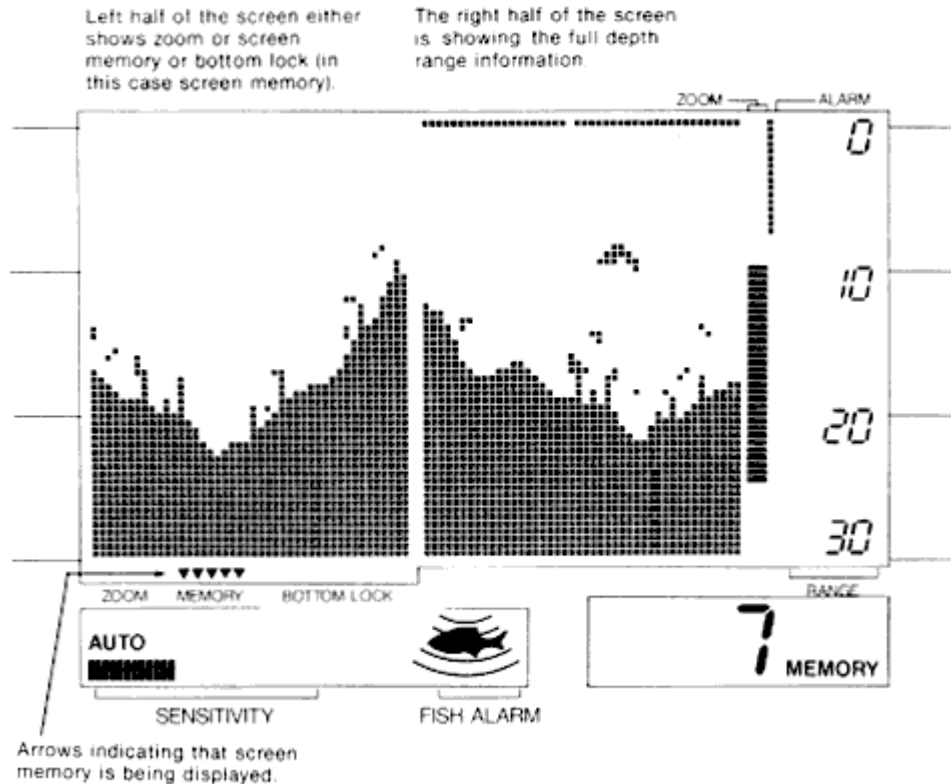 Left half of the screen either
shows zoom or screen
memory or bottom lock (in
this case screen memory).
The right half of the screen
is showing the full depth
range information.
ZOOM
ALARM
0
10
20
30
RANGE
ZOOM
MEMORY
BOTTOM LOCK
AUTO
7
MEMORY
SENSITIVITY
FISH ALARM
Arrows indicating that screen
memory is being displayed.